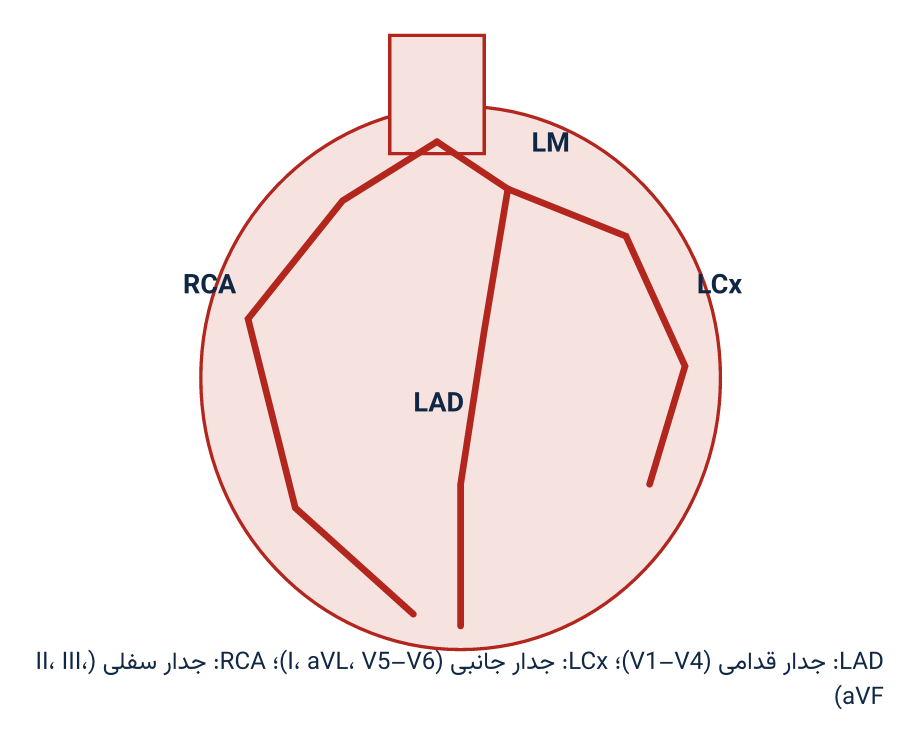 LM
RCA
LCx
LAD
LAD: جدار قدامی (V1–V4)؛ LCx: جدار جانبی (I، aVL، V5–V6)؛ RCA: جدار سفلی (II، III،
aVF)